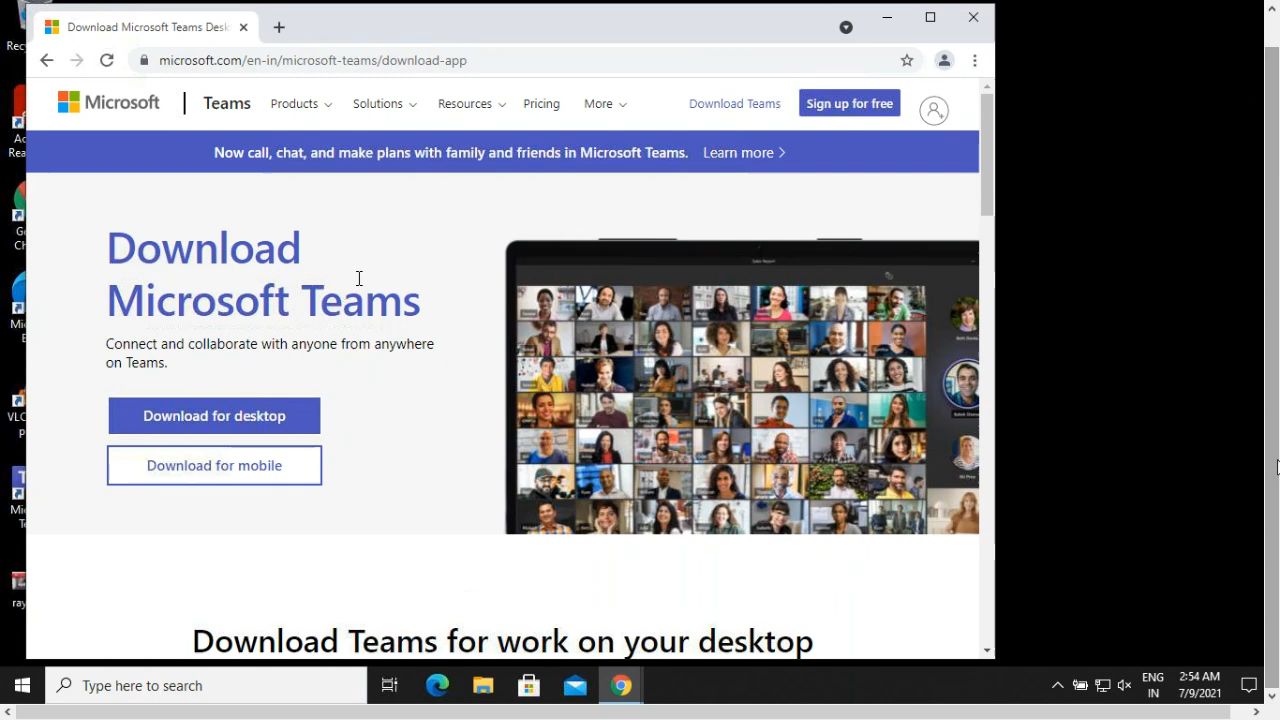 Download Microsoft Teams Desk
microsoft.com/en-in/microsoft-teams/download-app
Microsoft
Teams
Products
Solutions
Resources
Pricing
More
Download Teams
Sign up for free
Now call, chat, and make plans with family and friends in Microsoft Teams. Learn more
Download
Microsoft Teams
Connect and collaborate with anyone from anywhere
on Teams.
Download for desktop
Download for mobile
Download Teams for work on your desktop
Type here to search
ENG
IN
2:54 AM
7/9/2021